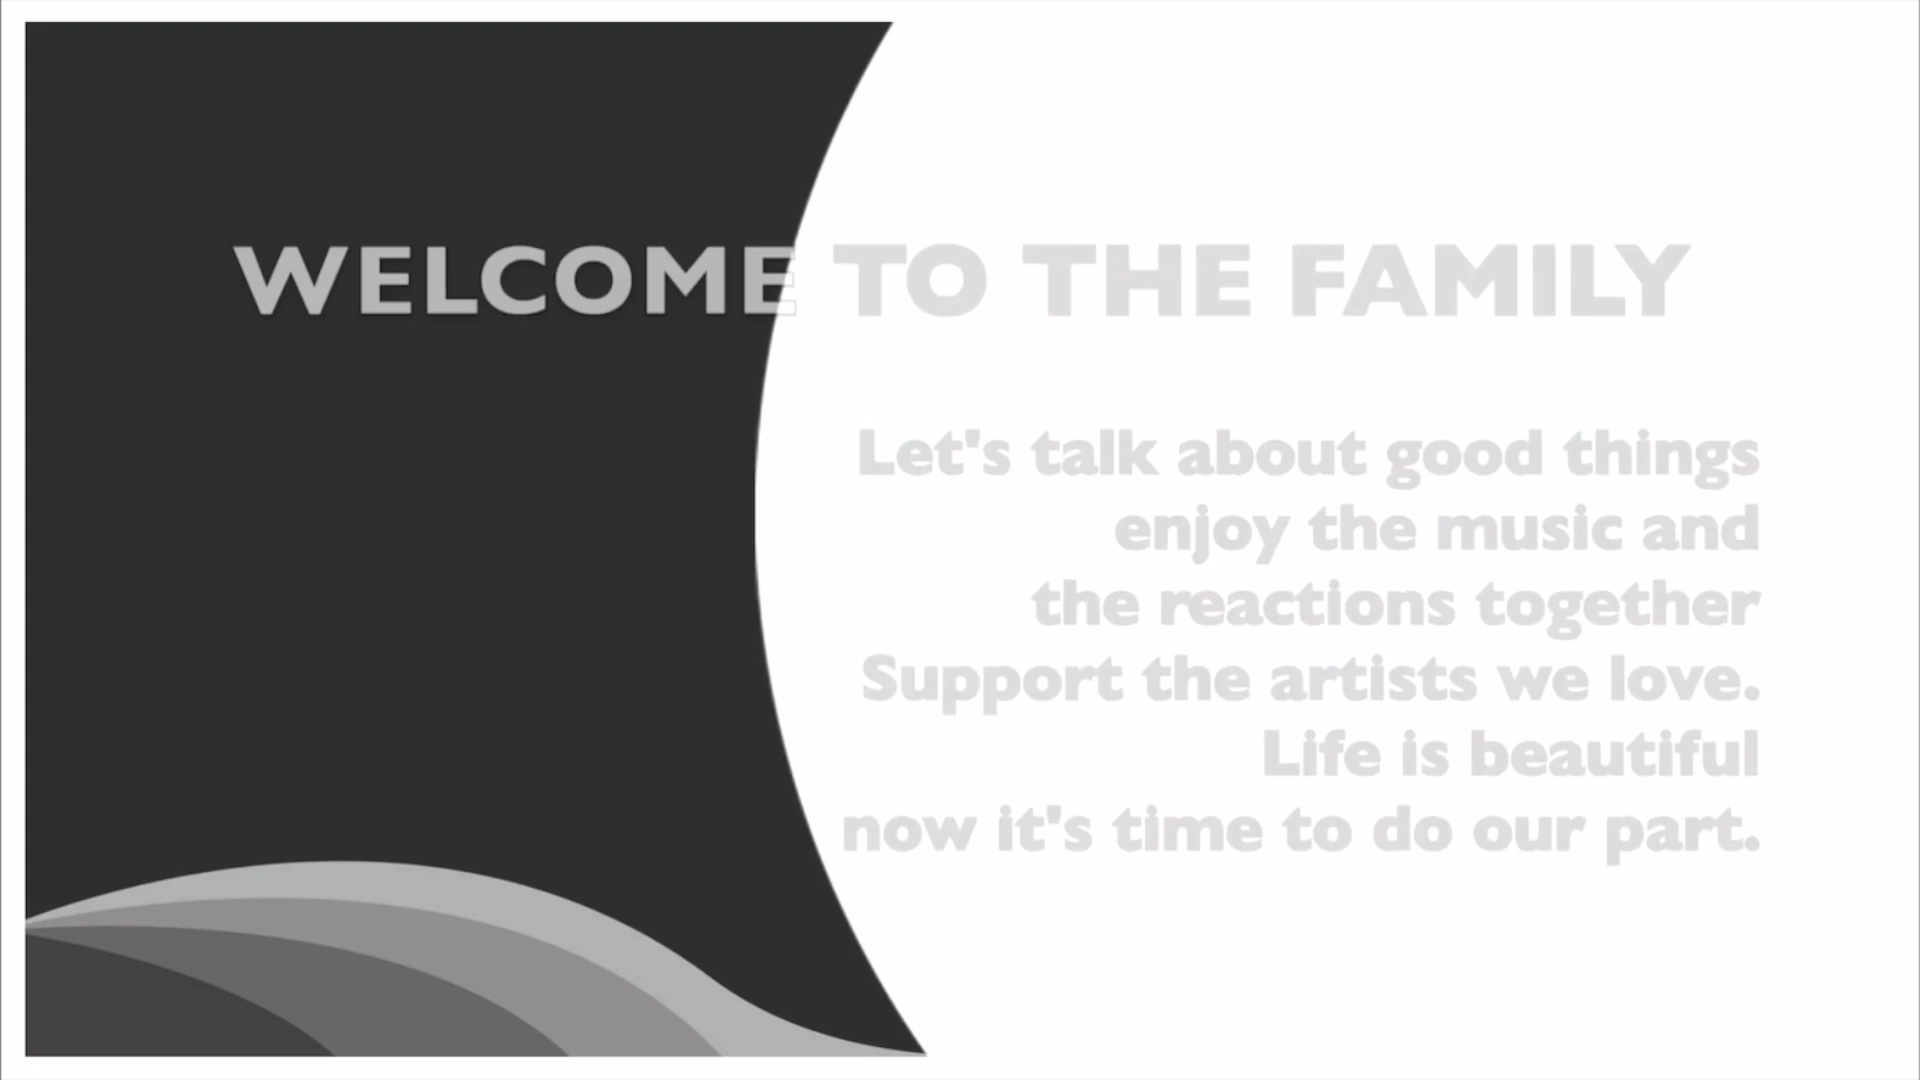 WELCOME TO THE FAMILY
Let's talk about good things
enjoy the music and
the reactions together
Support the artists we love.
Life is beautiful
now it's time to do our part.